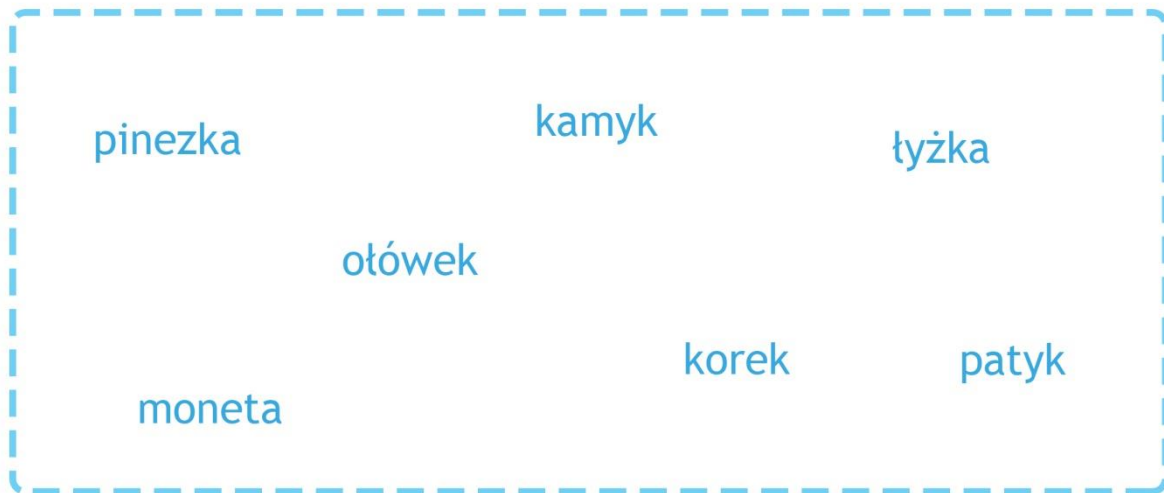 pinezka
kamyk
łyżka
ołówek
korek
patyk
moneta